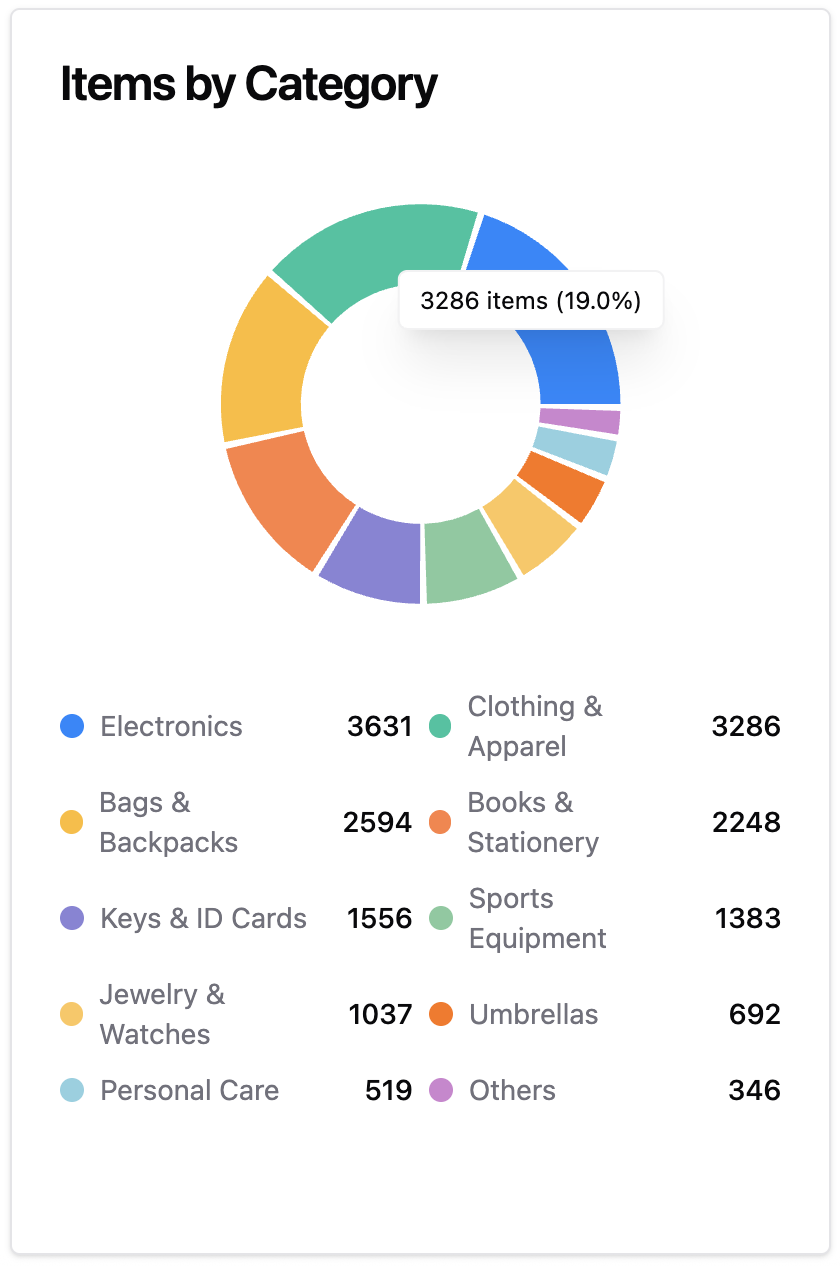 Items by Category
3286 items (19.0%)
Electronics 3631
Clothing &
Apparel 3286
Bags &
Backpacks 2594
Books &
Stationery 2248
Keys & ID Cards 1556
Sports
Equipment 1383
Jewelry &
Watches 1037
Umbrellas 692
Personal Care 519
Others 346